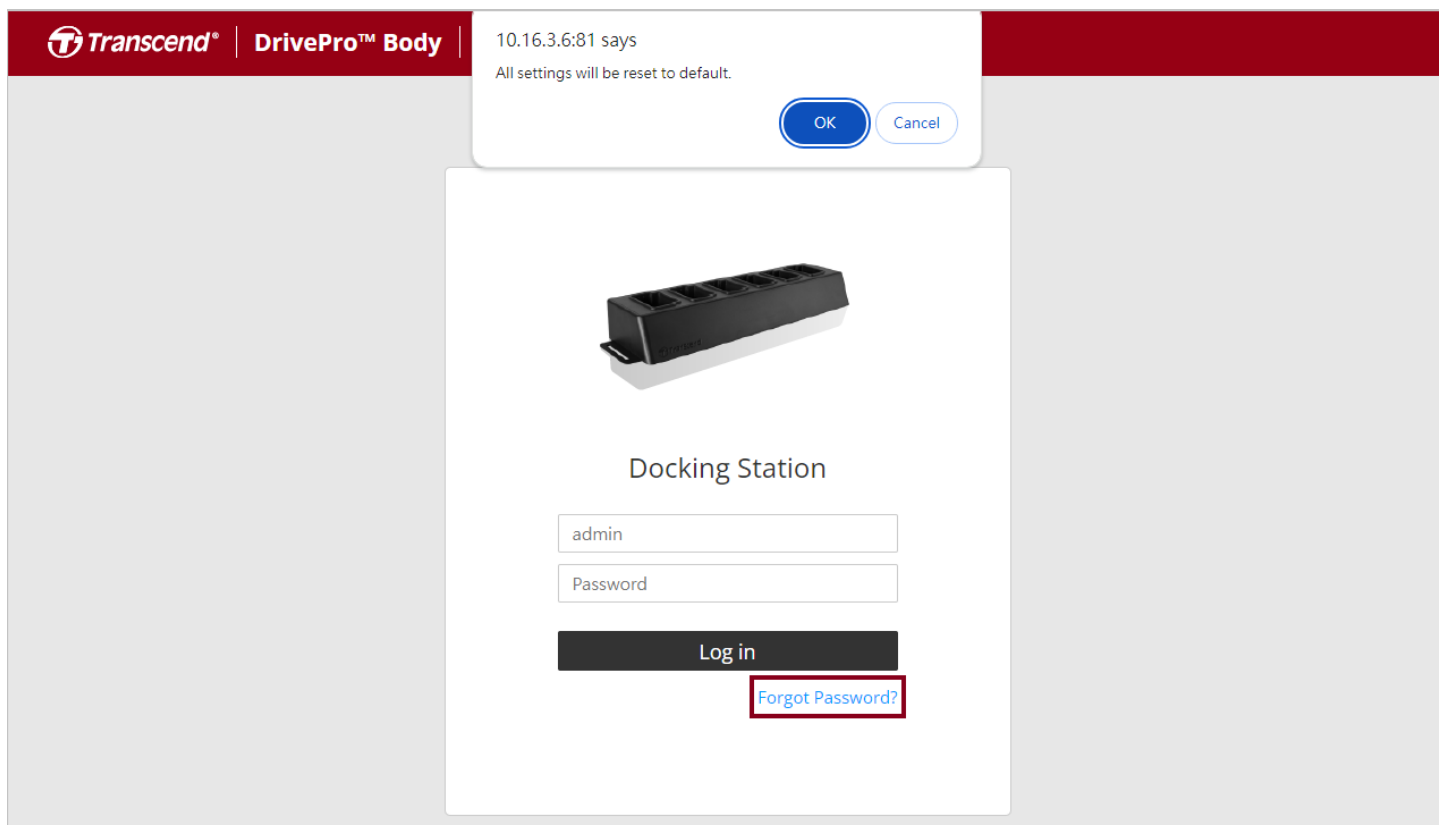 Transcend® | DrivePro™ Body |
10.16.3.6:81 says
All settings will be reset to default.
OK Cancel
Transcend
Docking Station
admin
Password
Log in
Forgot Password?